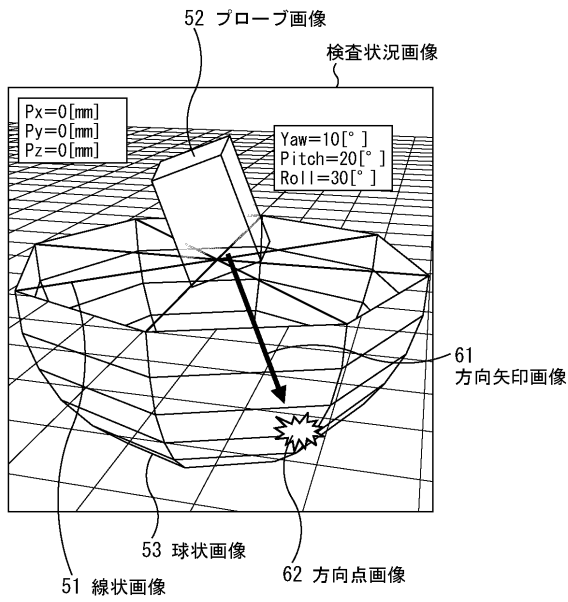 52 プローブ画像
検査状況画像
Px=0[mm]
Py=0[mm]
Pz=0[mm]
Yaw=10[°]
Pitch=20[°]
Roll=30[°]
61
方向矢印画像
53 球状画像
62 方向点画像
51 線状画像